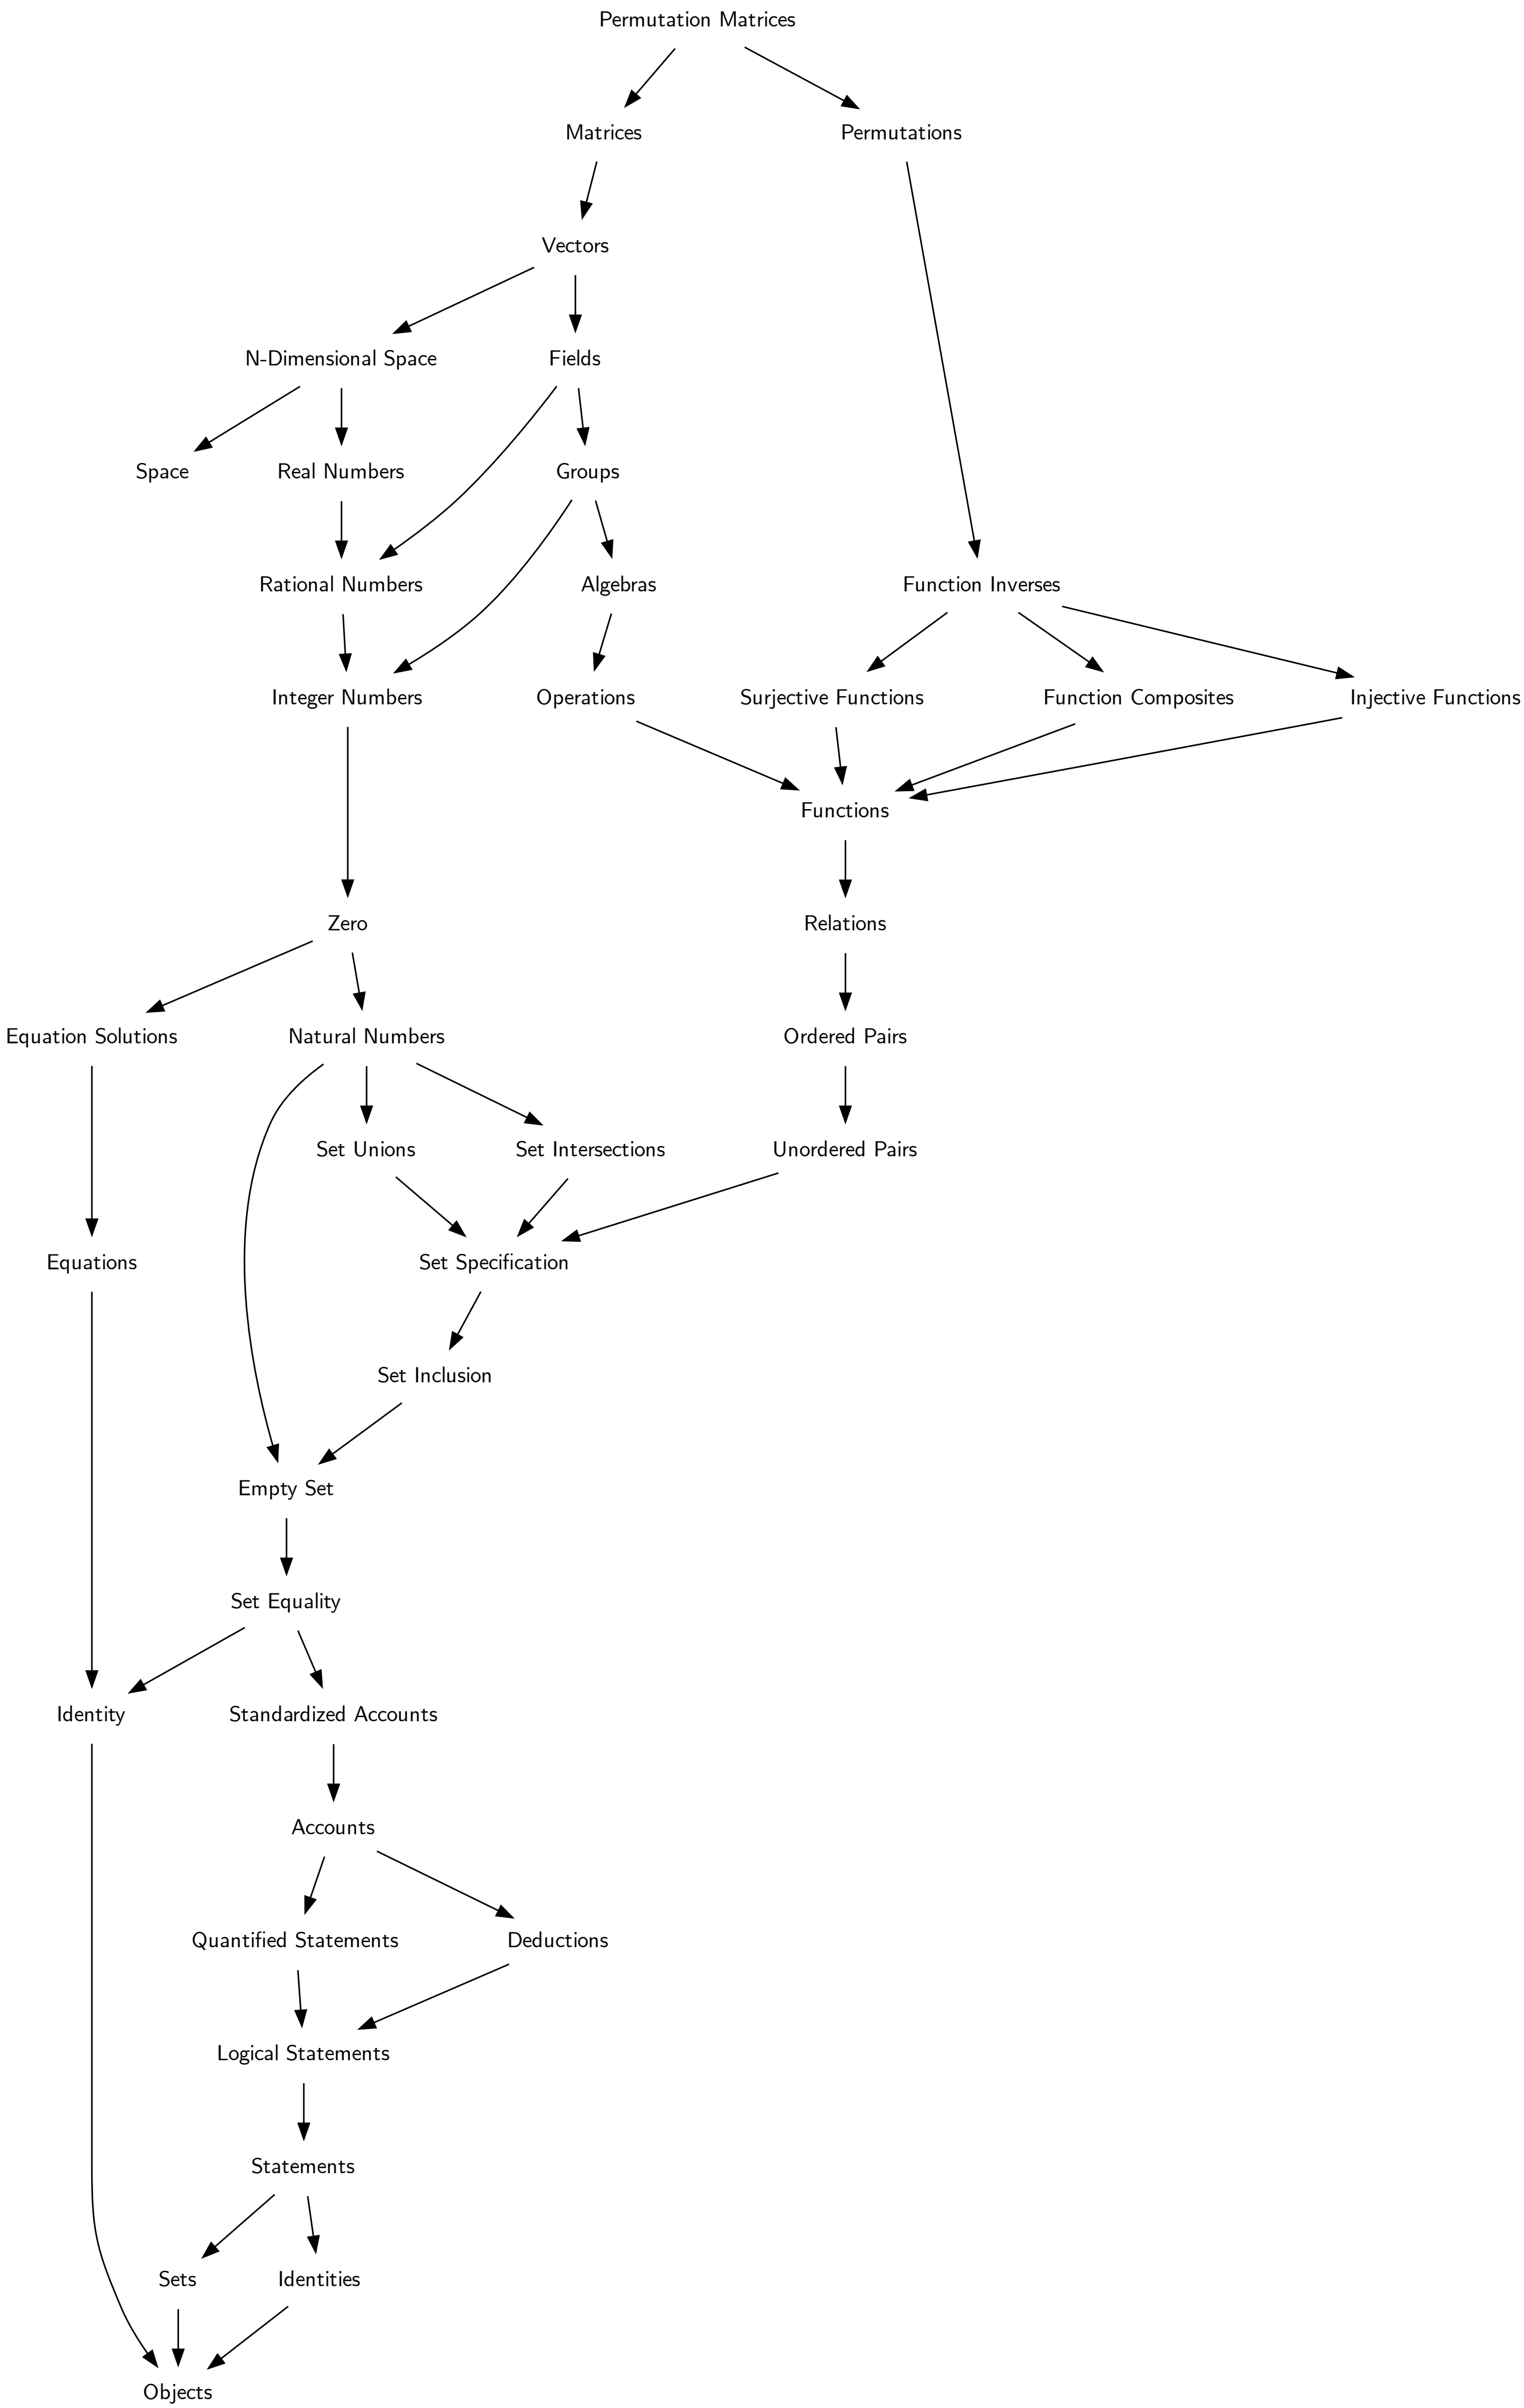 Permutation Matrices
Matrices
Permutations
Vectors
N-Dimensional Space
Fields
Space
Real Numbers
Groups
Rational Numbers
Algebras
Function Inverses
Integer Numbers
Operations
Surjective Functions
Function Composites
Injective Functions
Functions
Zero
Relations
Equation Solutions
Natural Numbers
Ordered Pairs
Set Unions
Set Intersections
Unordered Pairs
Equations
Set Specification
Set Inclusion
Empty Set
Set Equality
Identity
Standardized Accounts
Accounts
Quantified Statements
Deductions
Logical Statements
Statements
Sets
Identities
Objects